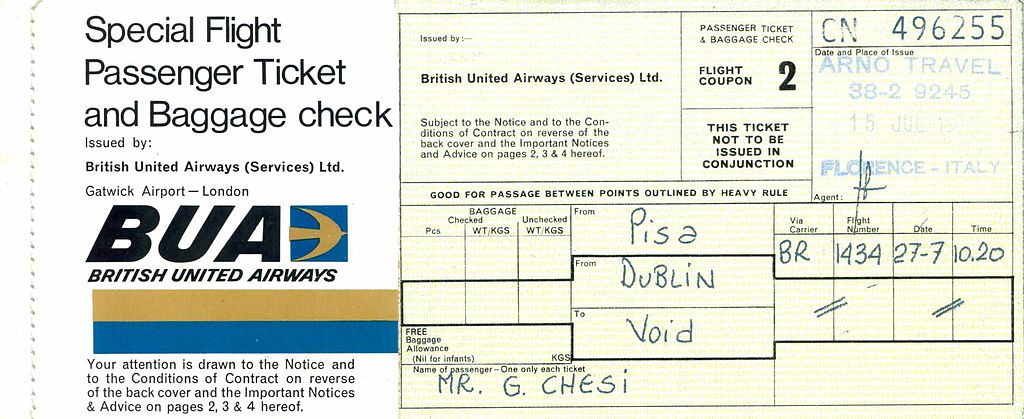 Special Flight
Passenger Ticket
and Baggage check
Issued by:
British United Airways (Services) Ltd.
Gatwick Airport — London
BUA
BRITISH UNITED AIRWAYS
Your attention is drawn to the Notice and
to the Conditions of Contract on reverse
of the back cover and the Important Notices
& Advice on pages 2, 3 & 4 hereof.
Issued by:—
British United Airways (Services) Ltd.
Subject to the Notice and to the Con-
ditions of Contract on reverse of the
back cover and the Important Notices
and Advice on pages 2, 3 & 4 hereof.
PASSENGER TICKET
& BAGGAGE CHECK
FLIGHT
COUPON 2
THIS TICKET
NOT TO BE
ISSUED IN
CONJUNCTION
CN 496255
Date and Place of Issue
ARNO TRAVEL
38-2 9245
15 JUL
FLORENCE - ITALY
Agent:
GOOD FOR PASSAGE BETWEEN POINTS OUTLINED BY HEAVY RULE
BAGGAGE
Checked Unchecked
Pcs WT/KGS WT/KGS
From Pisa
From DUBLIN
To Void
Via Carrier Flight Number Date Time
BR 1434 27-7 10.20
FREE
Baggage
Allowance
(Nil for infants) KGS
Name of passenger—One only each ticket
MR. G. CHESI